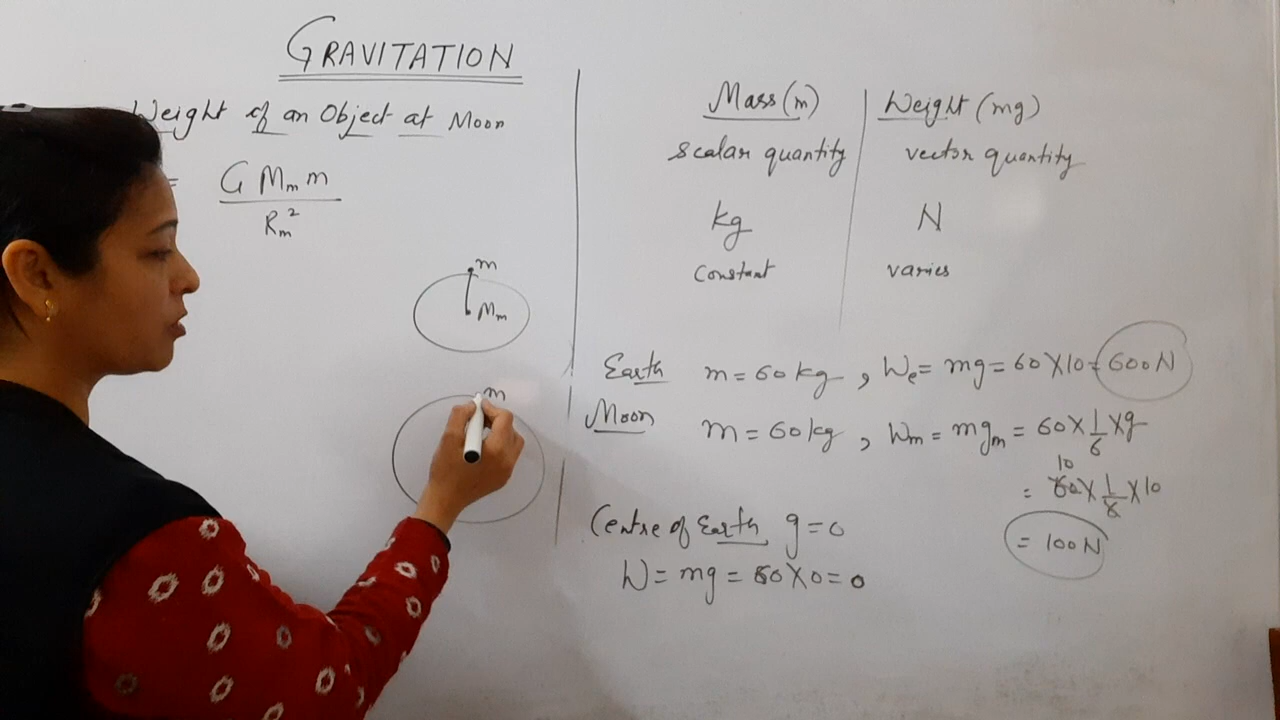 GRAVITATION
Weight of an Object at Moon
= G Mm m
Rm²
m
Mm
m
Mass (m)
Weight (mg)
scalar quantity
vector quantity
kg
N
Constant
varies
Earth m = 60 kg , We = mg = 60 X 10 = 600 N
Moon m = 60 kg , Wm = mgm = 60 X 1/6 X g
10
= 60 X 1/6 X 10
= 100 N
Centre of Earth g = 0
W = mg = 60 X 0 = 0